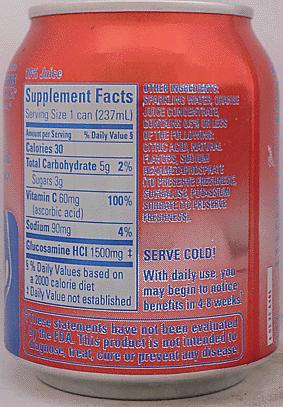 Juice
Supplement Facts
Serving Size 1 can (237mL)
Amount per Serving % Daily Value §
Calories 30
Total Carbohydrate 5g 2%
Sugars 3g
Vitamin C 60mg 100%
(ascorbic acid)
Sodium 90mg 4%
Glucosamine HCl 1500mg ‡
§ % Daily Values based on
a 2000 calorie diet
‡ Daily Value not established
OTHER INGREDIENTS:
SPARKLING WATER, ORANGE
JUICE CONCENTRATE,
CONTAINS 0.5% OR LESS
OF THE FOLLOWING:
CITRIC ACID, NATURAL
FLAVORS, SODIUM
HEXAMETAPHOSPHATE
TO PRESERVE FRESHNESS,
SUCRALOSE, POTASSIUM
SORBATE (TO PRESERVE
FRESHNESS).
SERVE COLD!
With daily use, you
may begin to notice
benefits in 4-8 weeks.
These statements have not been evaluated
by the FDA. This product is not intended to
diagnose, treat, cure or prevent any disease